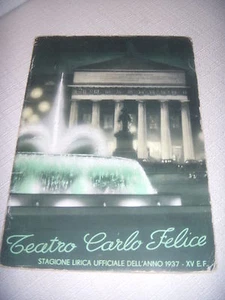 Teatro Carlo Felice
STAGIONE LIRICA UFFICIALE DELL'ANNO 1937 - XV E.F.